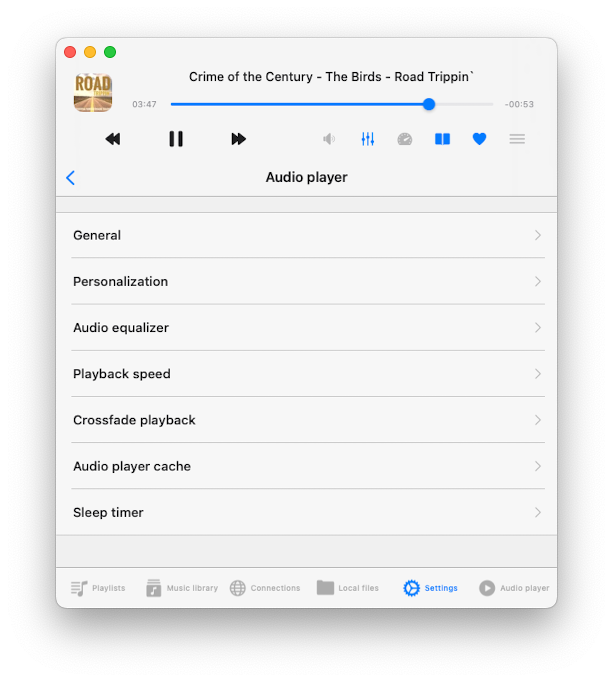 Crime of the Century - The Birds - Road Trippin`
ROAD
03:47
-00:53
Audio player
General
Personalization
Audio equalizer
Playback speed
Crossfade playback
Audio player cache
Sleep timer
Playlists
Music library
Connections
Local files
Settings
Audio player